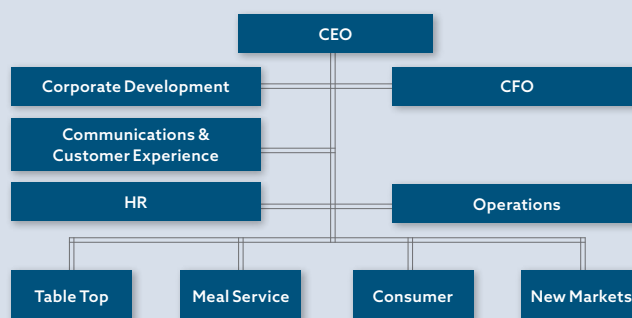 CEO
Corporate Development
CFO
Communications &
Customer Experience
HR
Operations
Table Top
Meal Service
Consumer
New Markets